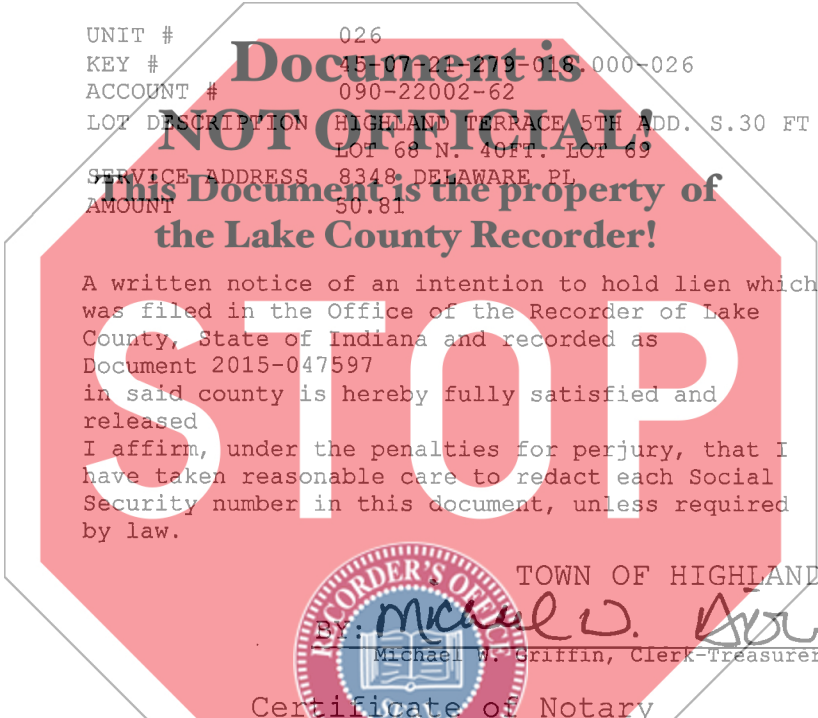 UNIT # 026
KEY # 45-07-21-279-018.000-026
ACCOUNT # 090-22002-62
LOT DESCRIPTION HIGHLAND TERRACE 5TH ADD. S.30 FT
LOT 68 N. 40FT. LOT 69
SERVICE ADDRESS 8348 DELAWARE PL
AMOUNT 50.81
Document is
NOT OFFICIAL!
This Document is the property of
the Lake County Recorder!
A written notice of an intention to hold lien which
was filed in the Office of the Recorder of Lake
County, State of Indiana and recorded as
Document 2015-047597
in said county is hereby fully satisfied and
released
I affirm, under the penalties for perjury, that I
have taken reasonable care to redact each Social
Security number in this document, unless required
by law.
STOP
TOWN OF HIGHLAND
BY: Michael W.
Michael W. Griffin, Clerk-Treasurer
RECORDER'S OFFICE
Certificate of Notary